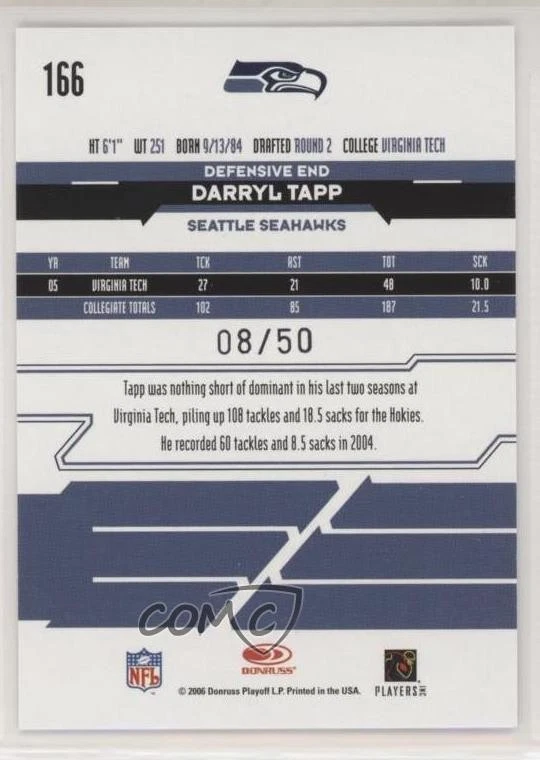 166
HT 6'1" WT 251 BORN 9/13/84 DRAFTED ROUND 2 COLLEGE VIRGINIA TECH
DEFENSIVE END
DARRYL TAPP
SEATTLE SEAHAWKS
YR TEAM TCK AST TOT SCK
05 VIRGINIA TECH 27 21 48 10.0
COLLEGIATE TOTALS 102 85 187 21.5
08/50
Tapp was nothing short of dominant in his last two seasons at
Virginia Tech, piling up 108 tackles and 18.5 sacks for the Hokies.
He recorded 60 tackles and 8.5 sacks in 2004.
COMC
NFL
DONRUSS
PLAYERS INC
© 2006 Donruss Playoff L.P. Printed in the USA.